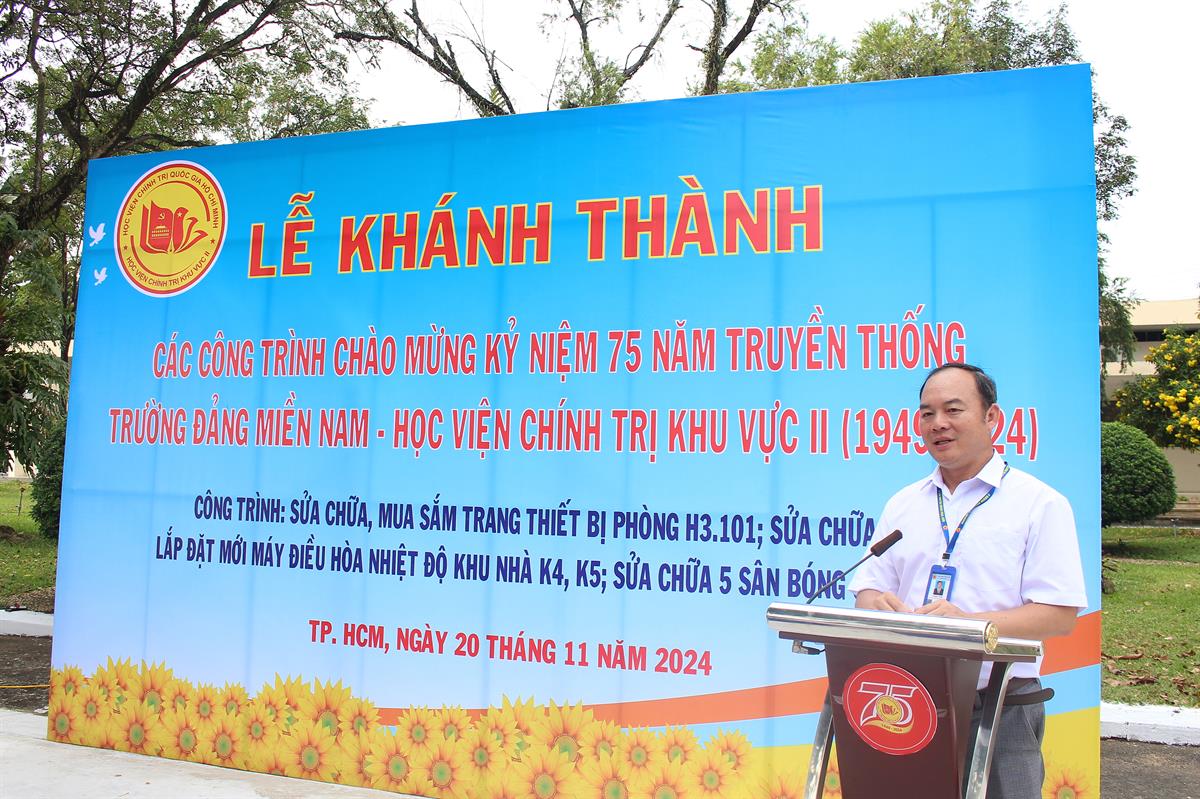 HỌC VIỆN CHÍNH TRỊ QUỐC GIA HỒ CHÍ MINH
HỌC VIỆN CHÍNH TRỊ KHU VỰC II
LỄ KHÁNH THÀNH
CÁC CÔNG TRÌNH CHÀO MỪNG KỶ NIỆM 75 NĂM TRUYỀN THỐNG
TRƯỜNG ĐẢNG MIỀN NAM - HỌC VIỆN CHÍNH TRỊ KHU VỰC II (1949 24)
CÔNG TRÌNH: SỬA CHỮA, MUA SẮM TRANG THIẾT BỊ PHÒNG H3.101; SỬA CHỮA
LẮP ĐẶT MỚI MÁY ĐIỀU HÒA NHIỆT ĐỘ KHU NHÀ K4, K5; SỬA CHỮA 5 SÂN BÓNG
TP. HCM, NGÀY 20 THÁNG 11 NĂM 2024
75